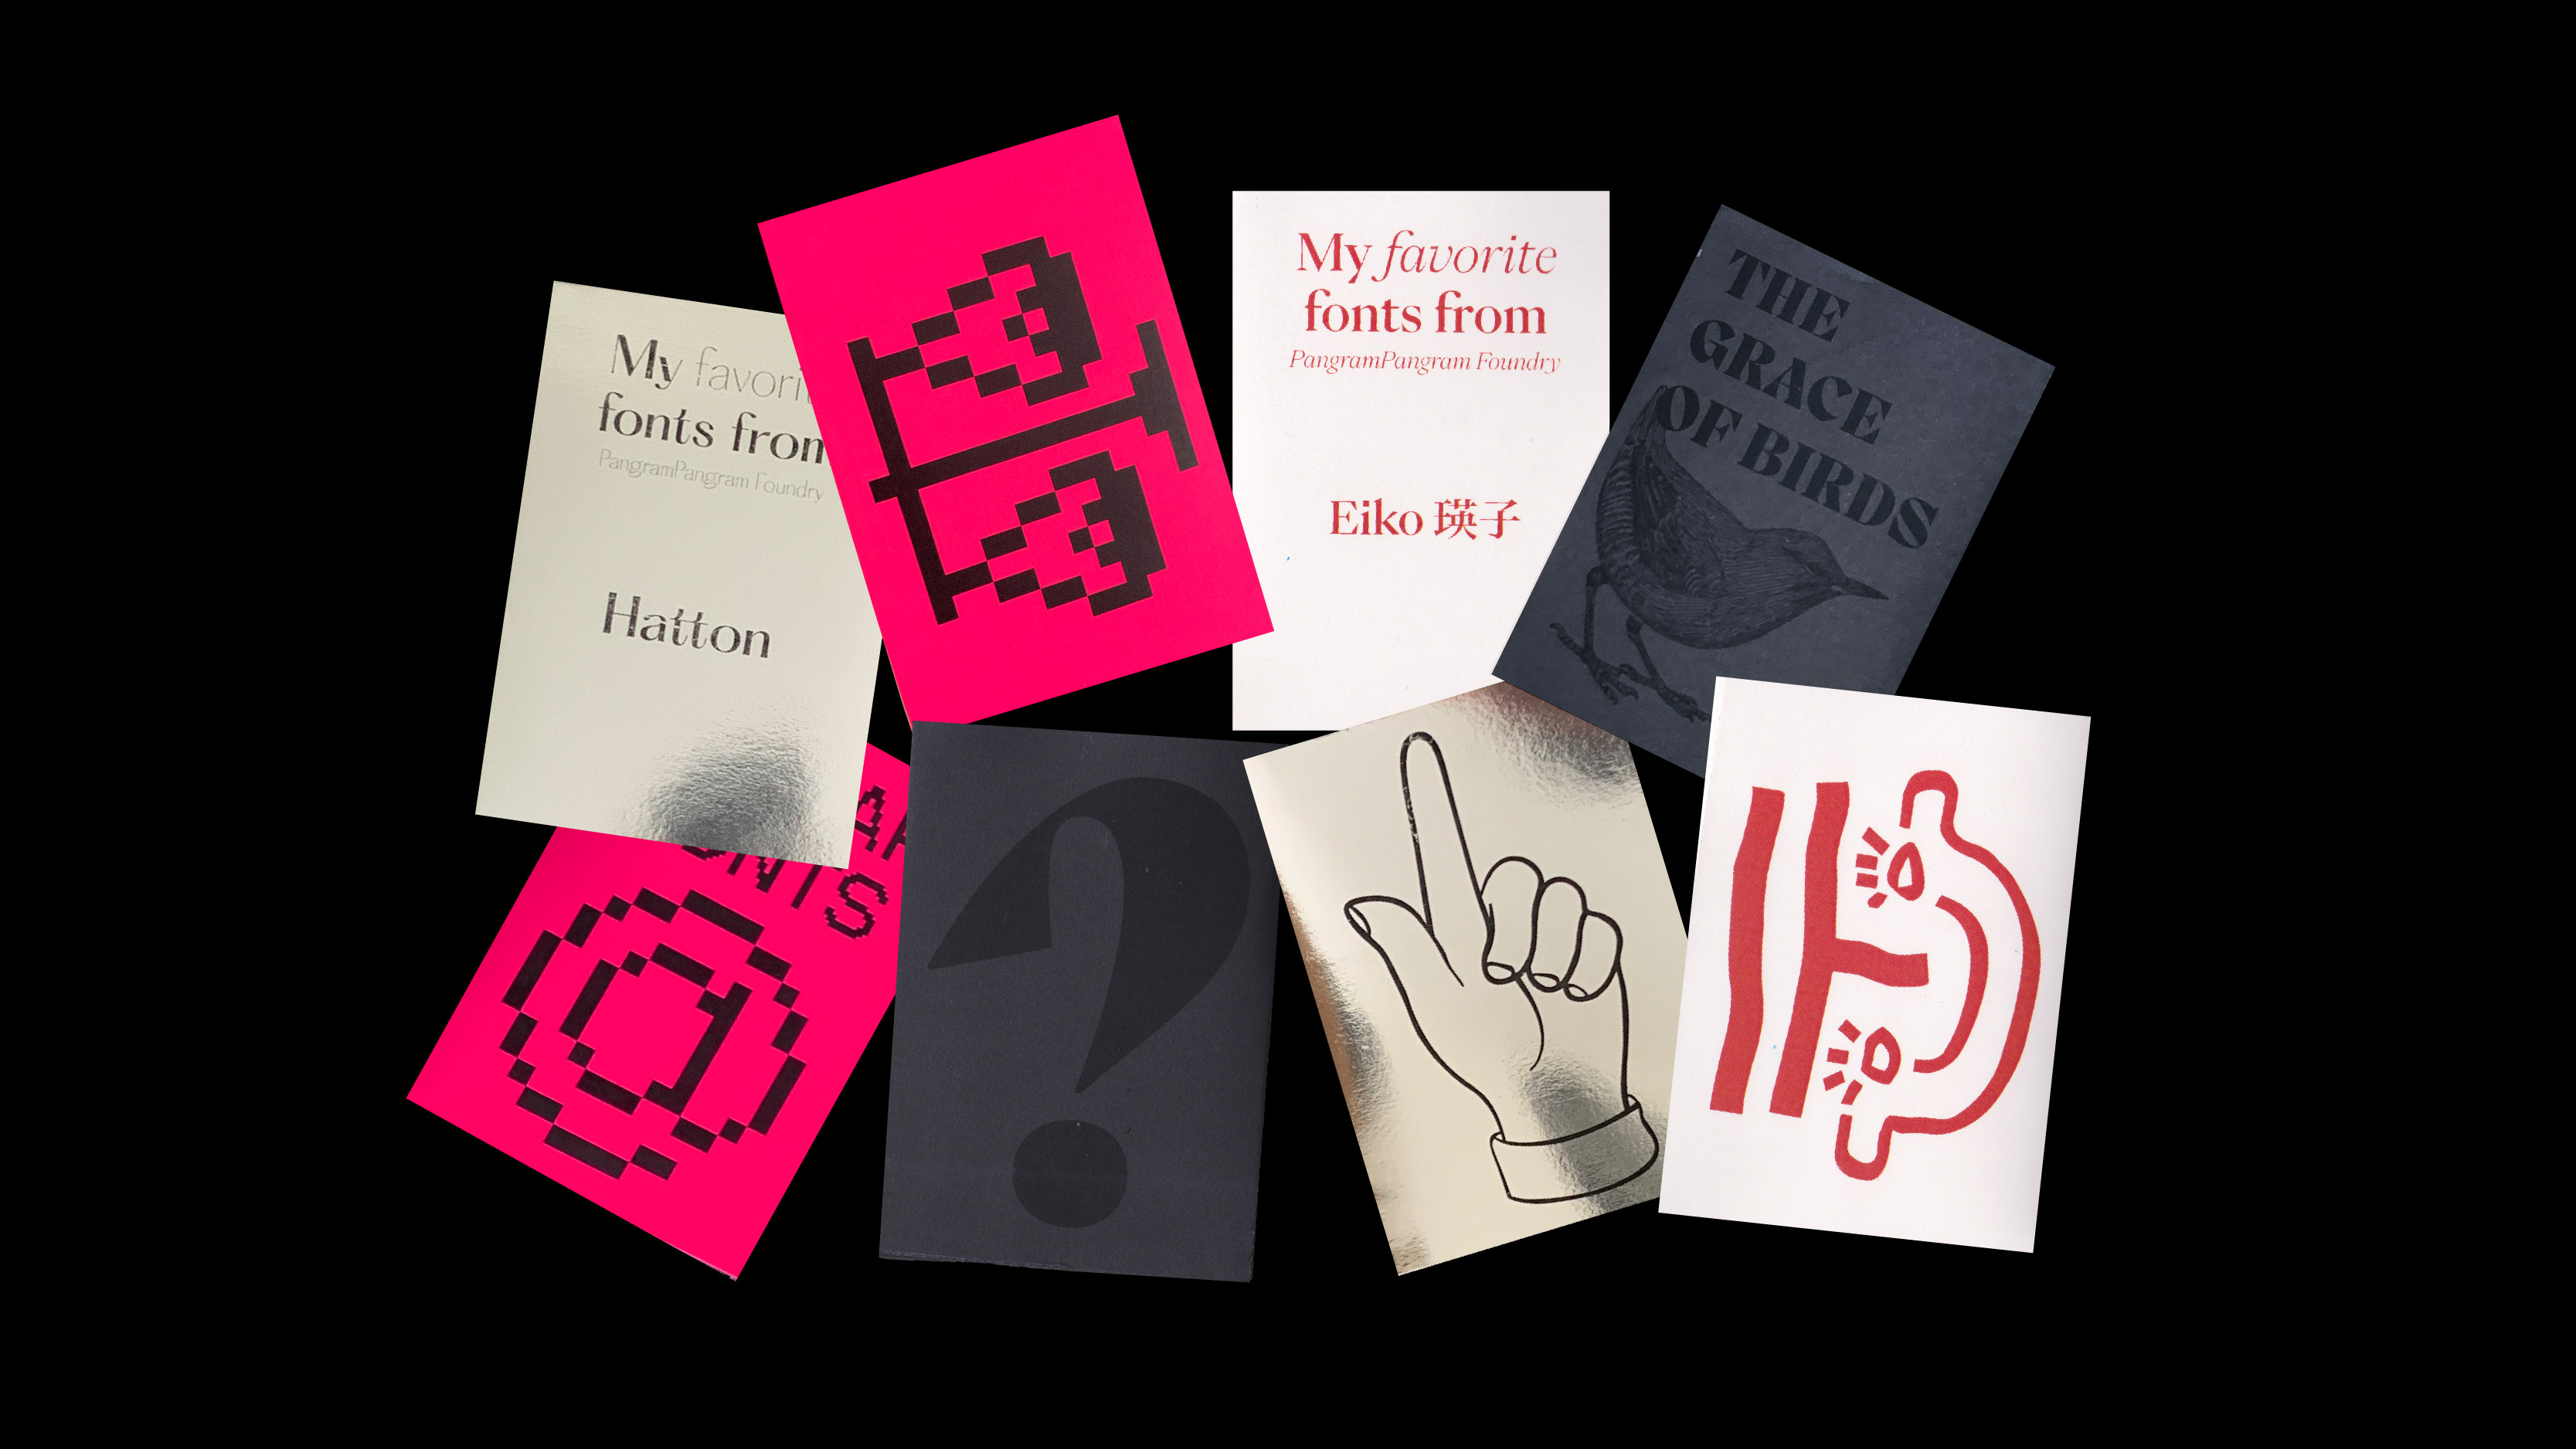 My
fonts from
PangramPangram Foundry
Hatton
My favorite
fonts from
PangramPangram Foundry
Eiko 瑛子
THE
GRACE
OF BIRDS
@
?